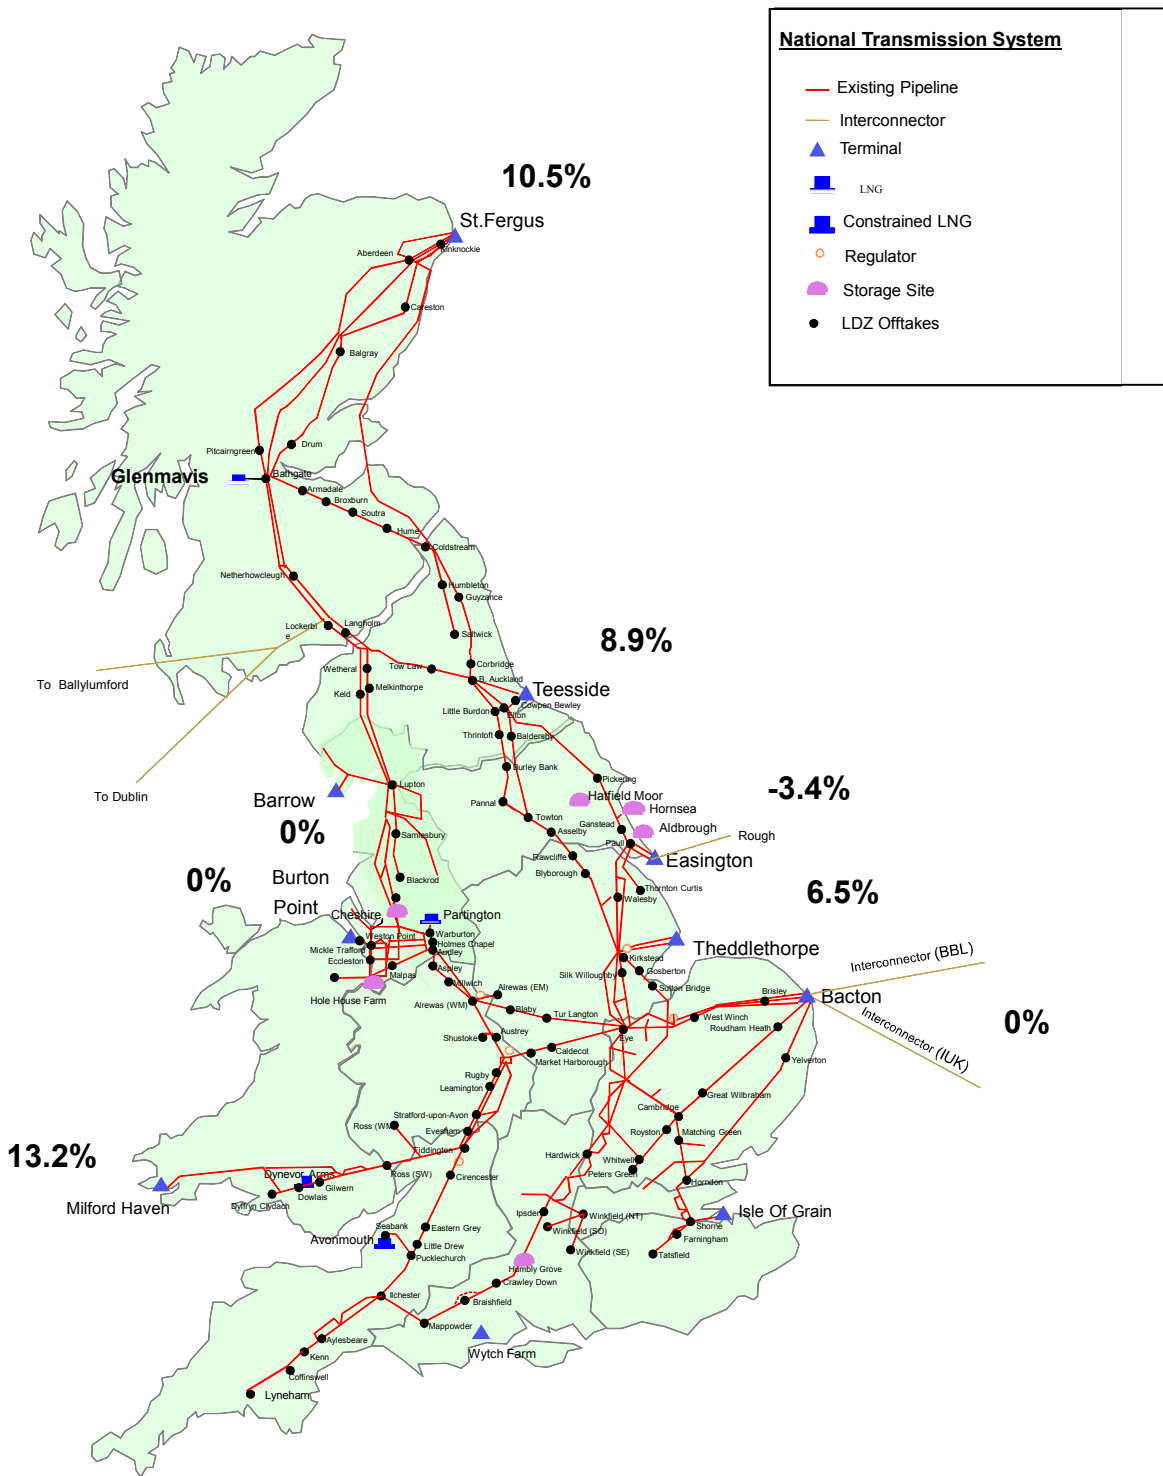 National Transmission System
Existing Pipeline
Interconnector
Terminal
LNG
Constrained LNG
Regulator
Storage Site
LDZ Offtakes
10.5%
St.Fergus
Kinknockie
Aberdeen
Careston
Balgray
Drum
Pitcairngreen
Glenmavis
Bathgate
Armadale
Broxburn
Soutra
Hume
Coldstream
Netherhowcleugh
Humbleton
Guyzance
Lockerbi
e
Langholm
Saltwick
8.9%
Wetheral
Tow Law
Corbridge
To Ballylumford
Melkinthorpe
B. Auckland
Keld
Teesside
Cowpen Bewley
Little Burdon
Elton
Thrintoft
Baldersby
To Dublin
Burley Bank
Pickering
Lupton
Barrow
-3.4%
Hatfield Moor
Hornsea
Pannal
Towton
0%
Samlesbury
Asselby
Ganstead
Aldbrough
Rough
Paull
Easington
Rawcliffe
Blyborough
0%
Burton
Point
Blackrod
Thornton Curtis
6.5%
Walesby
Cheshire
Partington
Weston Point
Warburton
Holmes Chapel
Mickle Trafford
Audley
Theddlethorpe
Eccleston
Kirkstead
Malpas
Aspley
Silk Willoughby
Gosberton
Interconnector (BBL)
Hole House Farm
Milwich
Sutton Bridge
Alrewas (EM)
Brisley
Bacton
Alrewas (WM)
Blaby
Tur Langton
West Winch
Roudham Heath
Interconnector (IUK)
0%
Shustoke
Austrey
Eye
Caldecot
Market Harborough
Yelverton
Rugby
Leamington
Great Wilbraham
Stratford-upon-Avon
Cambridge
Ross (WM)
Evesham
Royston
Matching Green
13.2%
Fiddington
Hardwick
Whitwell
Dynevor Arms
Ross (SW)
Peters Green
Cirencester
Gilwern
Horndon
Milford Haven
Dyffryn Clydach
Dowlais
Ipsden
Winkfield (NT)
Isle Of Grain
Seabank
Eastern Grey
Winkfield (SO)
Shorne
Avonmouth
Little Drew
Farningham
Pucklechurch
Winkfield (SE)
Tatsfield
Humbly Grove
Crawley Down
Ilchester
Braishfield
Mappowder
Aylesbeare
Kenn
Wytch Farm
Coffinswell
Lyneham